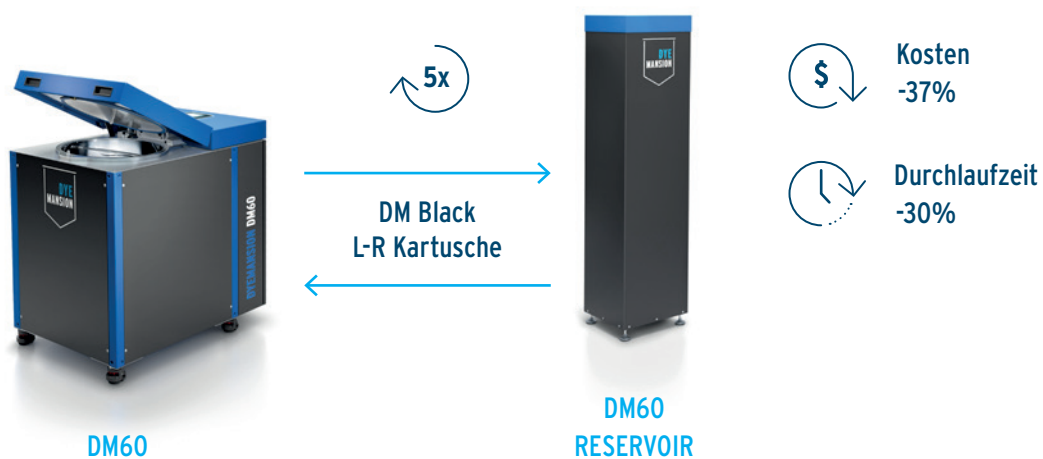 DYE
MANSION
DYEMANSION DM60
DM60
5x
DM Black
L-R Kartusche
DYE
MANSION
DM60
RESERVOIR
$
Kosten
-37%
Durchlaufzeit
-30%